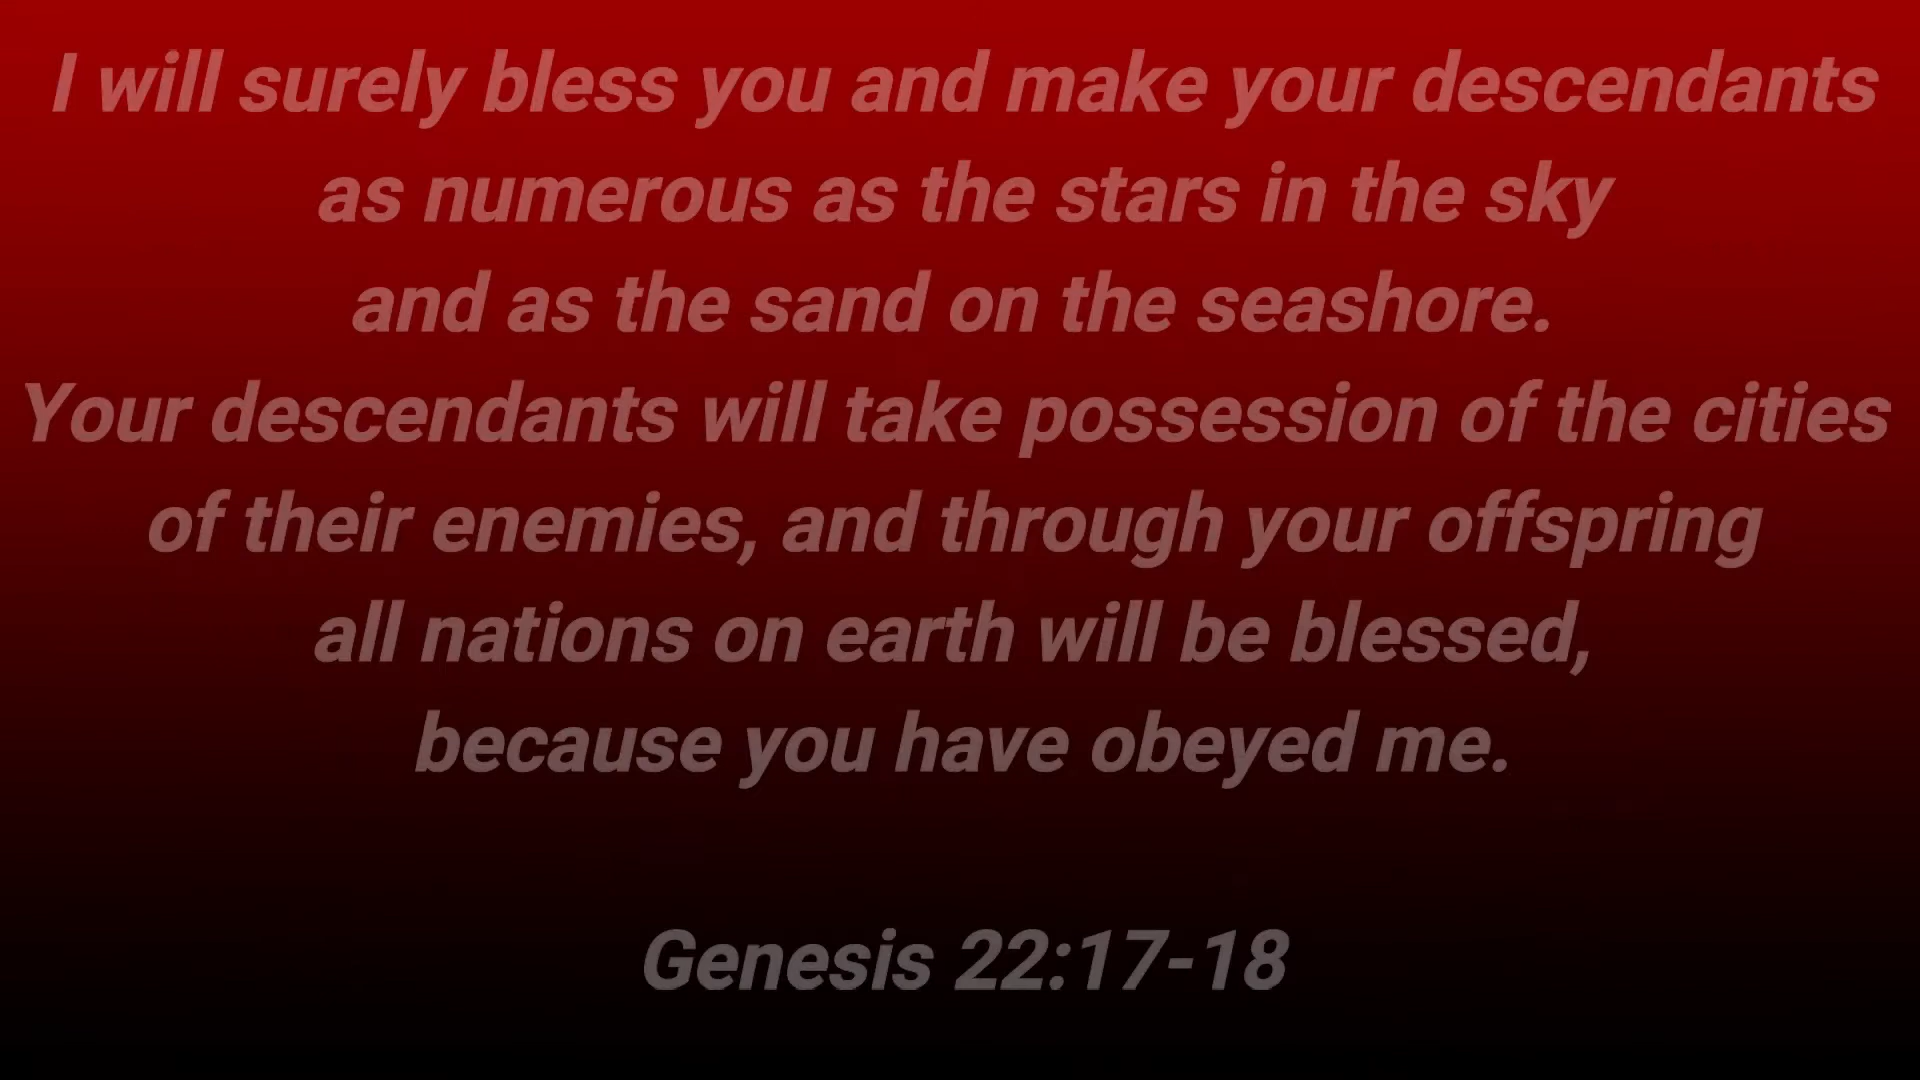 I will surely bless you and make your descendants
as numerous as the stars in the sky
and as the sand on the seashore.
Your descendants will take possession of the cities
of their enemies, and through your offspring
all nations on earth will be blessed,
because you have obeyed me.
Genesis 22:17-18